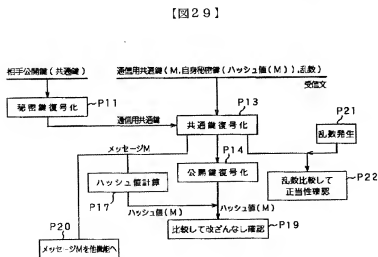 【図29】
相手公開鍵(共通鍵)
通信用共通鍵(M,自身秘密鍵(ハッシュ値(M)),乱数)
受信文
秘密鍵復号化
P11
P13
P21
通信用共通鍵
共通鍵復号化
乱数発生
メッセージM
P14
ハッシュ値計算
公開鍵復号化
乱数比較して
正当性確認
P22
P17
ハッシュ値(M)
ハッシュ値(M)
P20
メッセージMを他機能へ
比較して改ざんなし確認
P19